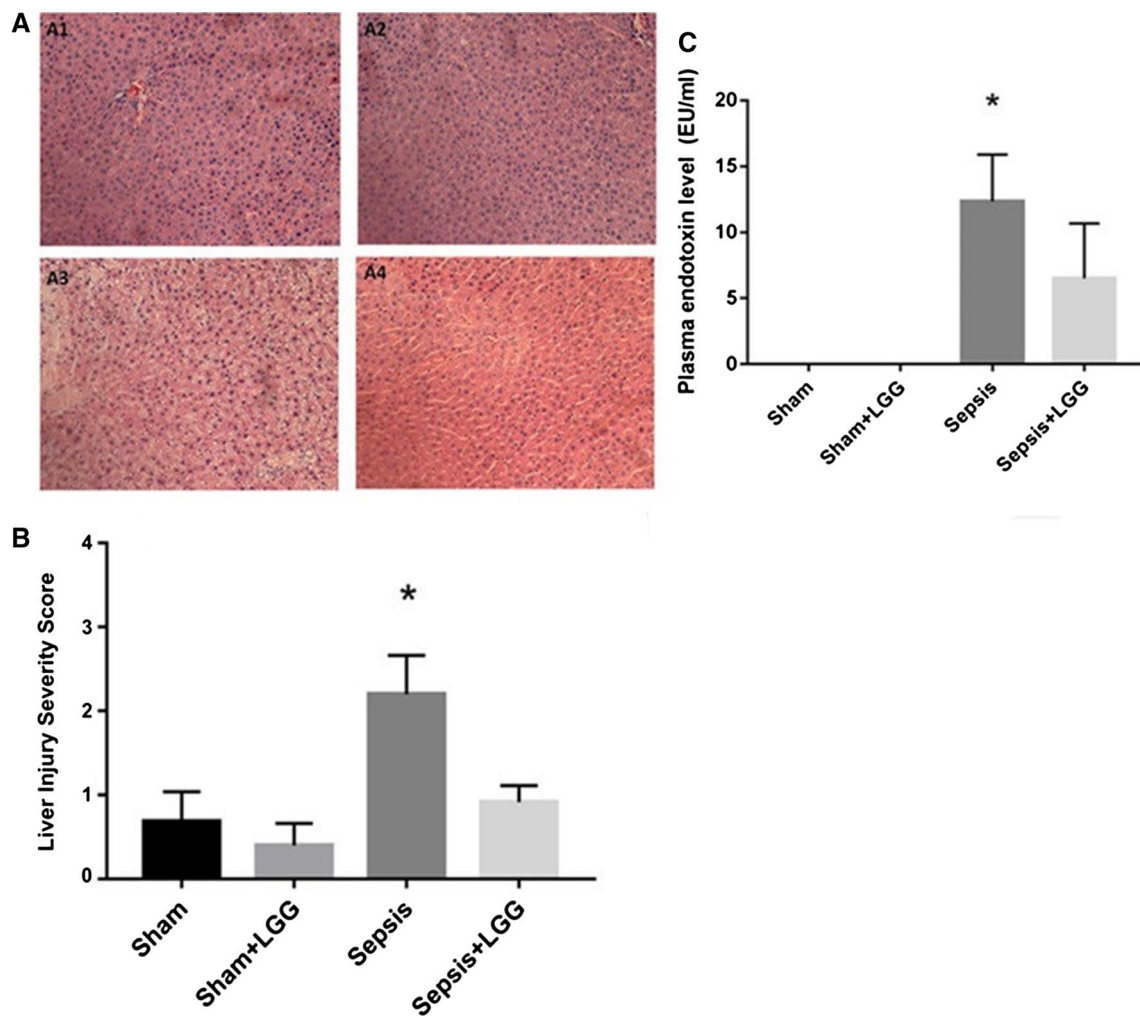 A
A1
A2
A3
A4
C
Plasma endotoxin level (EU/ml)
20
15
10
5
0
*
Sham
Sham+LGG
Sepsis
Sepsis+LGG
B
Liver Injury Severity Score
4
3
2
1
0
*
Sham
Sham+LGG
Sepsis
Sepsis+LGG